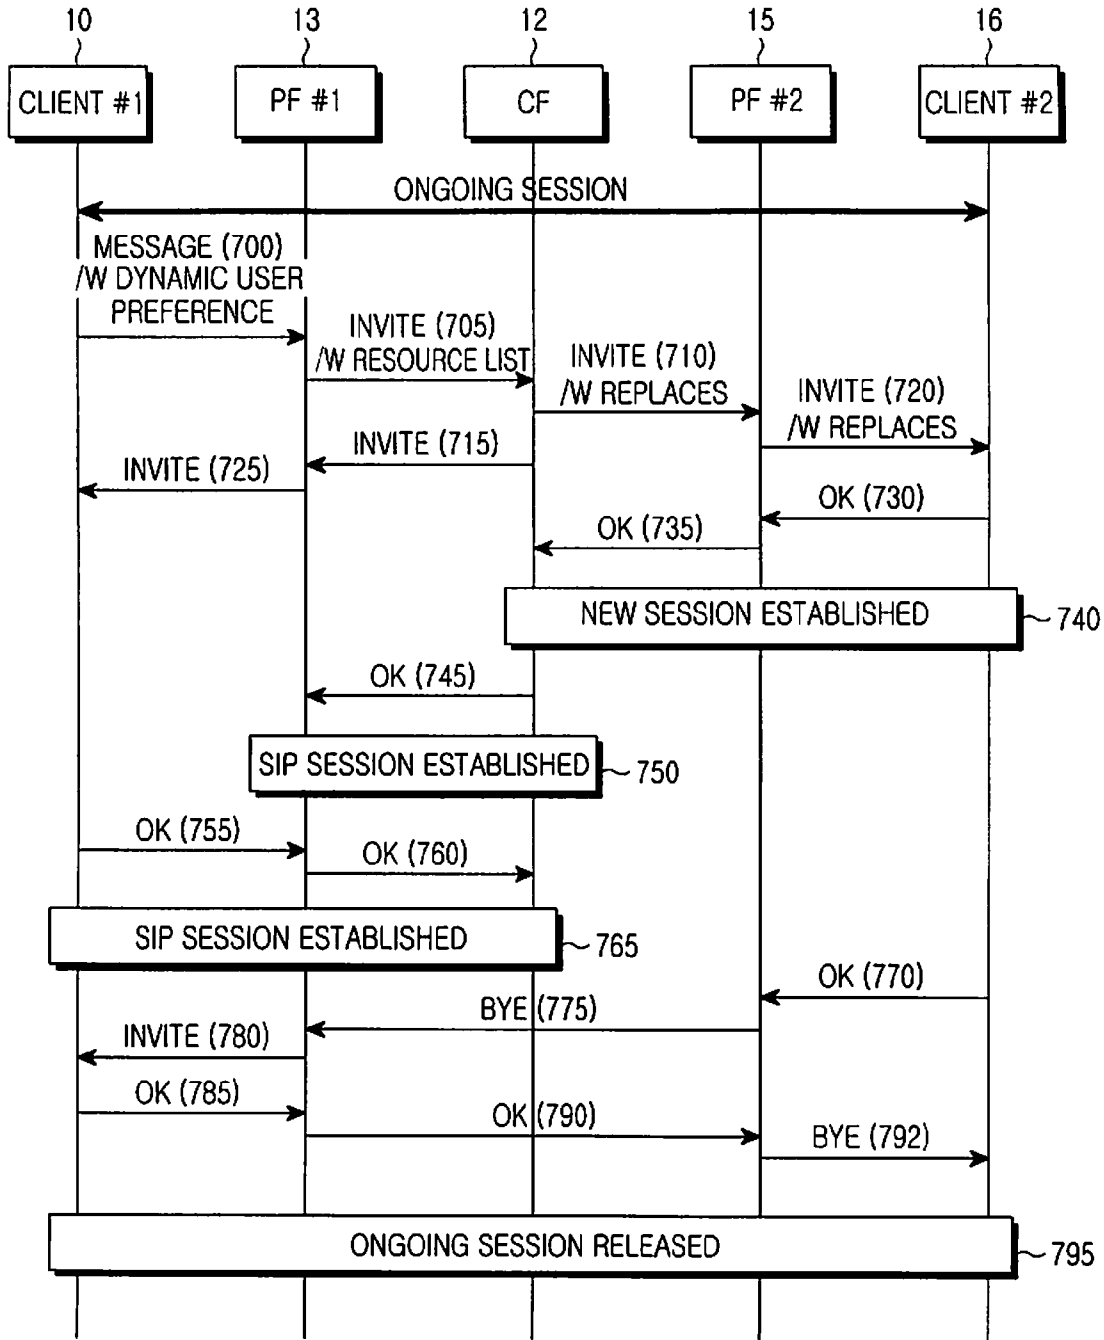 10
13
12
15
16
CLIENT #1
PF #1
CF
PF #2
CLIENT #2
ONGOING SESSION
MESSAGE (700)
/W DYNAMIC USER
PREFERENCE
INVITE (705)
/W RESOURCE LIST
INVITE (710)
/W REPLACES
INVITE (720)
/W REPLACES
INVITE (715)
INVITE (725)
OK (730)
OK (735)
NEW SESSION ESTABLISHED
740
OK (745)
SIP SESSION ESTABLISHED
750
OK (755)
OK (760)
SIP SESSION ESTABLISHED
765
OK (770)
BYE (775)
INVITE (780)
OK (785)
OK (790)
BYE (792)
ONGOING SESSION RELEASED
795